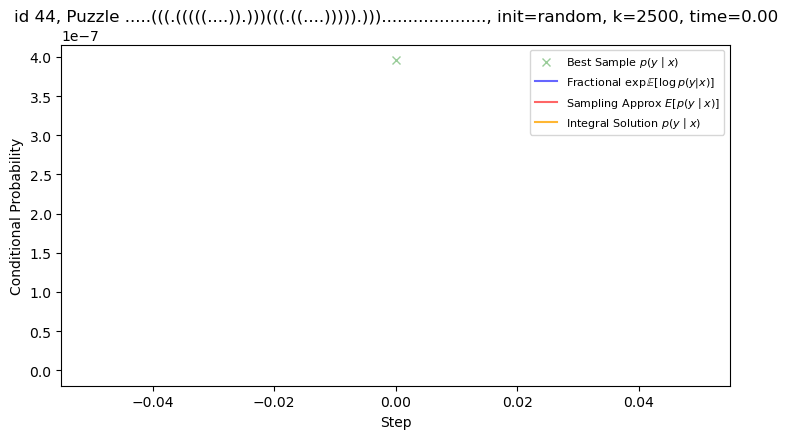 id 44, Puzzle .....(((.(((((....)).)))(((.((....))))).)))...................., init=random, k=2500, time=0.00
1e−7
4.0
3.5
3.0
2.5
2.0
1.5
1.0
0.5
0.0
Conditional Probability
Best Sample p(y | x)
Fractional exp𝔼[log p(y|x)]
Sampling Approx E[p(y | x)]
Integral Solution p(y | x)
−0.04 −0.02 0.00 0.02 0.04
Step